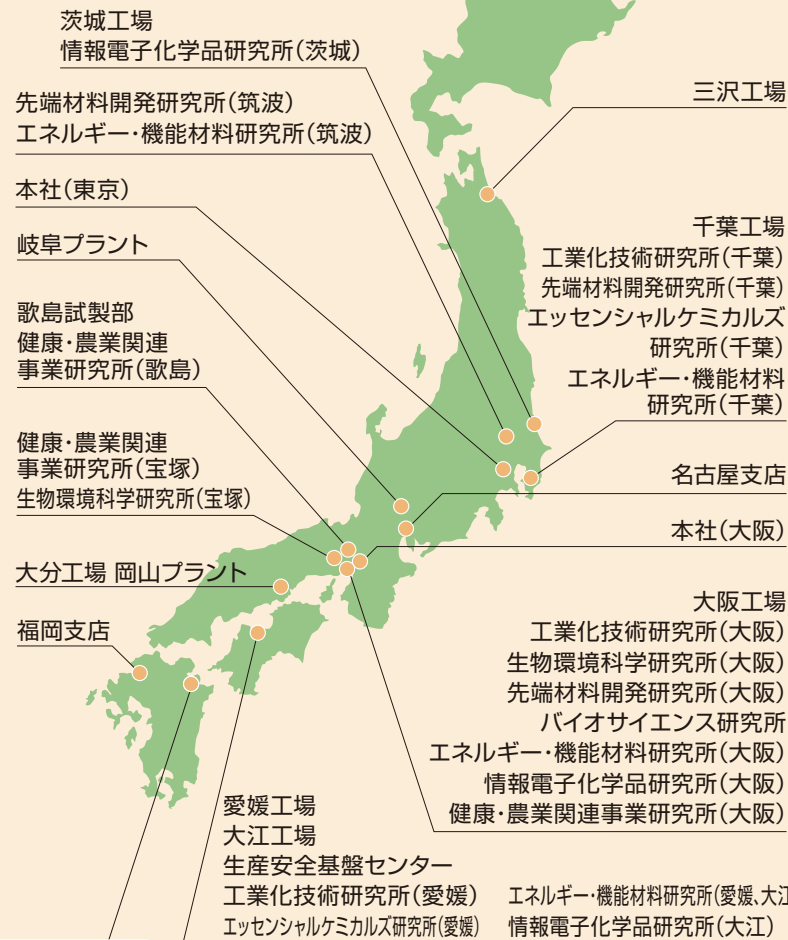 茨城工場
情報電子化学品研究所(茨城)
先端材料開発研究所(筑波)
エネルギー・機能材料研究所(筑波)
本社(東京)
岐阜プラント
歌島試製部
健康・農業関連
事業研究所(歌島)
健康・農業関連
事業研究所(宝塚)
生物環境科学研究所(宝塚)
大分工場 岡山プラント
福岡支店
三沢工場
千葉工場
工業化技術研究所(千葉)
先端材料開発研究所(千葉)
エッセンシャルケミカルズ
研究所(千葉)
エネルギー・機能材料
研究所(千葉)
名古屋支店
本社(大阪)
大阪工場
工業化技術研究所(大阪)
生物環境科学研究所(大阪)
先端材料開発研究所(大阪)
バイオサイエンス研究所
エネルギー・機能材料研究所(大阪)
情報電子化学品研究所(大阪)
健康・農業関連事業研究所(大阪)
愛媛工場
大江工場
生産安全基盤センター
工業化技術研究所(愛媛)
エッセンシャルケミカルズ研究所(愛媛)
エネルギー・機能材料研究所(愛媛、大江
情報電子化学品研究所(大江)